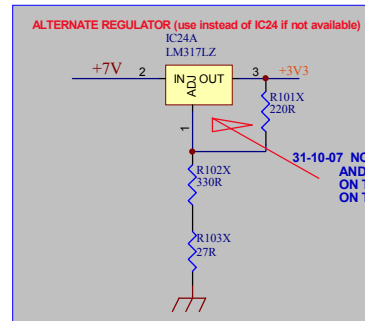 ALTERNATE REGULATOR (use instead of IC24 if not available)
IC24A
LM317LZ
+7V 2 IN OUT 3 +3V3
ADJ
1
R101X
220R
31-10-07 NO
AND
ON T
ON T
R102X
330R
R103X
27R